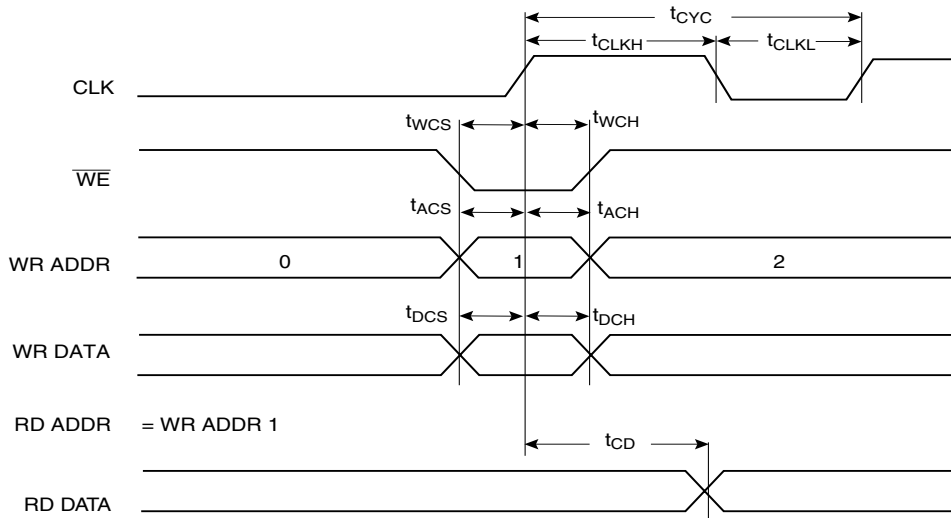 tCYC
tCLKH tCLKL
CLK
tWCS tWCH
WE
tACS tACH
WR ADDR 0 1 2
tDCS tDCH
WR DATA
RD ADDR = WR ADDR 1
tCD
RD DATA